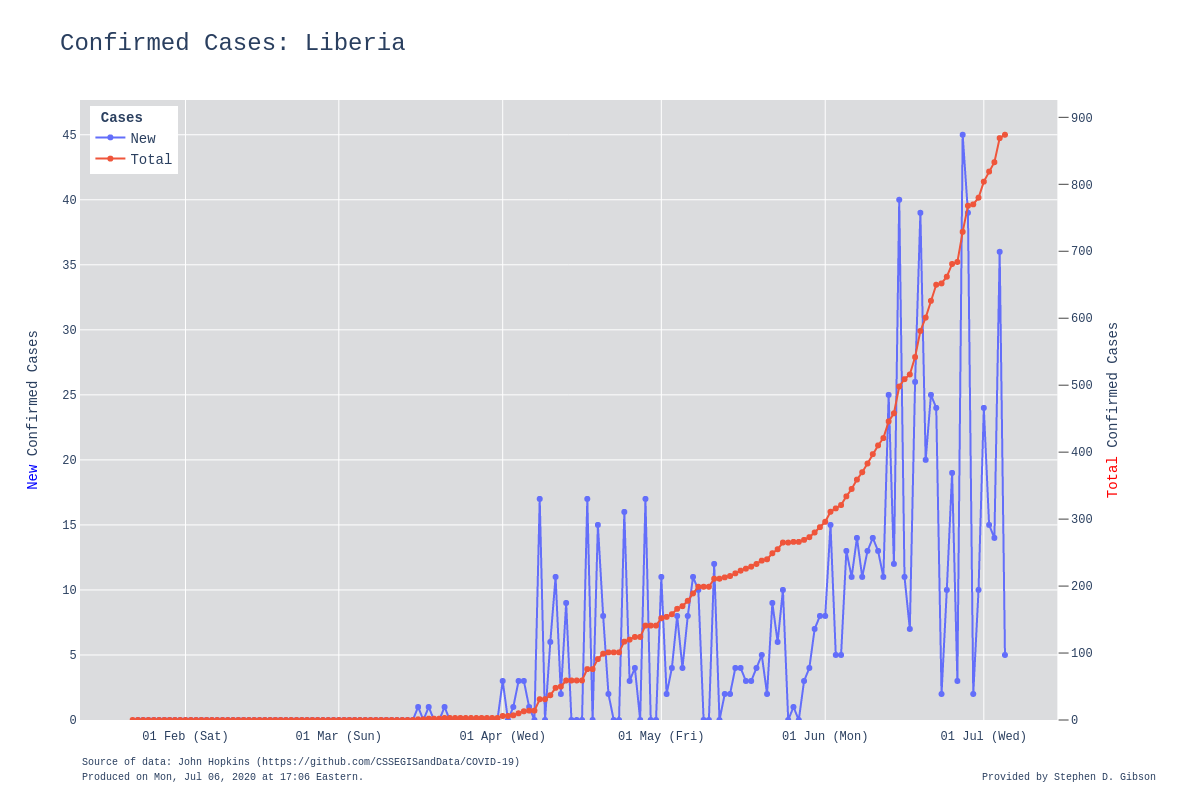 Confirmed Cases: Liberia
Cases
New
Total
45
40
35
30
25
20
15
10
5
0
New Confirmed Cases
900
800
700
600
500
400
300
200
100
0
Total Confirmed Cases
01 Feb (Sat)
01 Mar (Sun)
01 Apr (Wed)
01 May (Fri)
01 Jun (Mon)
01 Jul (Wed)
Source of data: John Hopkins (https://github.com/CSSEGISandData/COVID-19)
Produced on Mon, Jul 06, 2020 at 17:06 Eastern.
Provided by Stephen D. Gibson